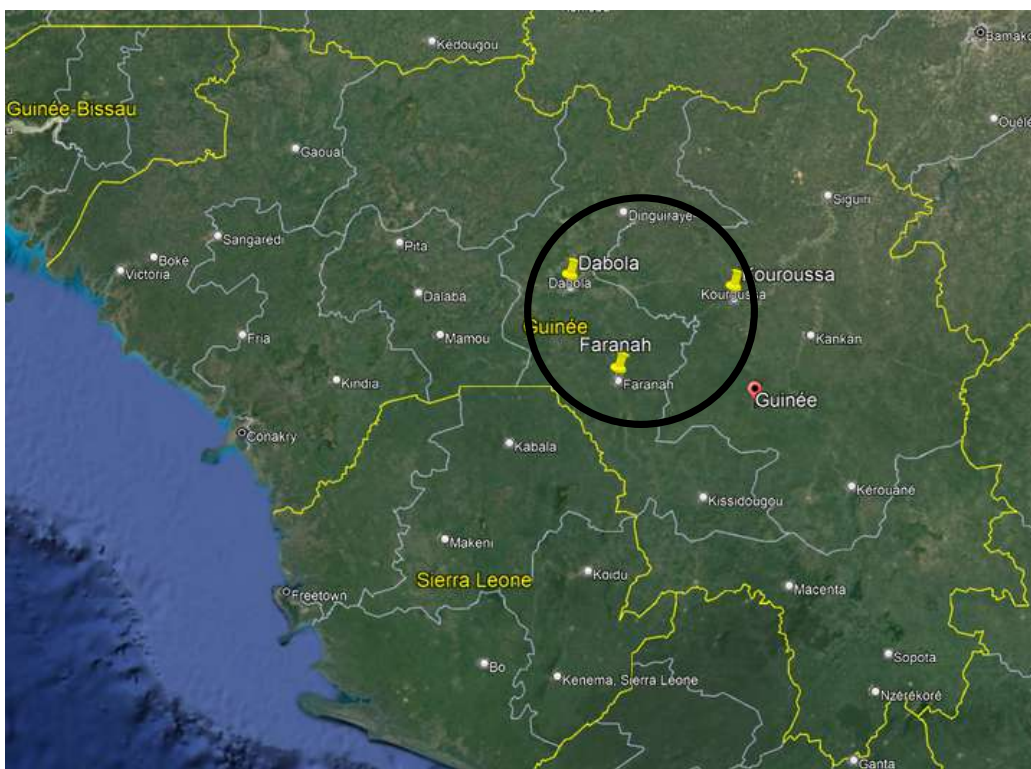 Kédougou
Bamako
Guinée-Bissau
Gaoual
Siguiri
Dinguiraye
Sangarédi
Pita
Boké
Victoria
Dabola
Kouroussa
Dabola
Kouroussa
Dalaba
Guinée
Fria
Mamou
Faranah
Kankan
Kindia
Faranah
Guinée
Conakry
Kabala
Kissidougou
Kérouané
Makeni
Sierra Leone
Koidu
Macenta
Freetown
Bo
Kenema, Sierra Leone
Sopota
Nzérékoré
Ganta